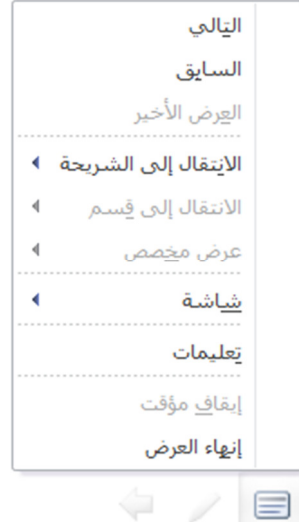 التالي
السابق
العرض الأخير
الانتقال إلى الشريحة
الانتقال إلى قسم
عرض مخصص
شاشة
تعليمات
إيقاف مؤقت
إنهاء العرض